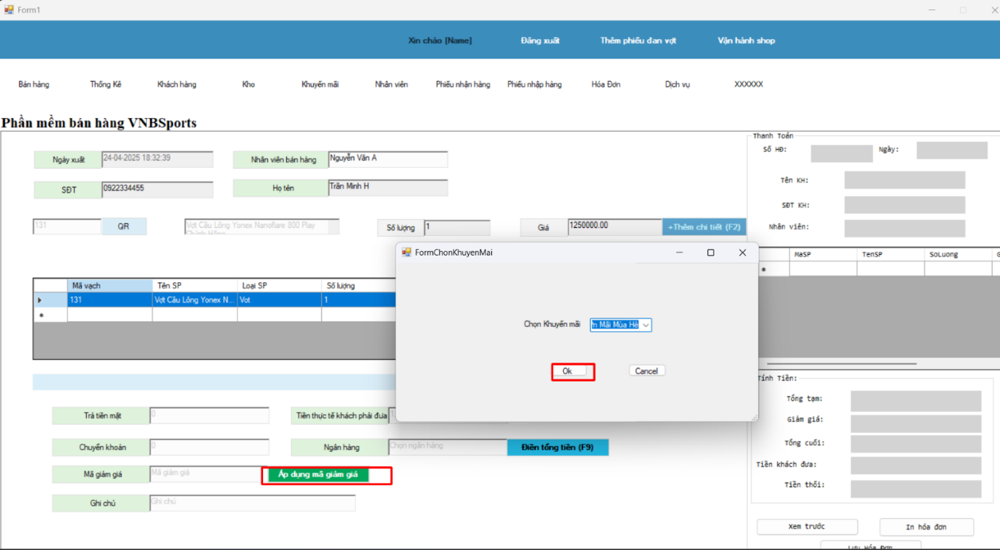 Form1
Xin chào [Name] Đăng xuất Thêm phiếu đan vợt Vận hành shop
Bán hàng Thống Kê Khách hàng Kho Khuyến mãi Nhân viên Phiếu nhận hàng Phiếu nhập hàng Hóa Đơn Dịch vụ XXXXXX
Phần mềm bán hàng VNBSports
Ngày xuất 24-04-2025 18:32:39 Nhân viên bán hàng Nguyễn Văn A
SĐT 0922334455 Họ tên Trần Minh H
131 QR Vợt Cầu Lông Yonex Nanoflare 800 Play
Chính Hãng
Số lượng 1 Giá 1250000.00 +Thêm chi tiết (F2)
Mã vạch Tên SP Loại SP Số lượng
131 Vợt Cầu Lông Yonex N... Vot 1
FormChonKhuyenMai
Chọn Khuyến mãi n Mãi Mùa Hè
Ok Cancel
Trả tiền mặt 0 Tiền thực tế khách phải đưa 1
Chuyển khoản 0 Ngân hàng Chọn ngân hàng Điền tổng tiền (F9)
Mã giảm giá Mã giảm giá Áp dụng mã giảm giá
Ghi chú Ghi chú
Thanh Toán
Số HĐ: Ngày:
Tên KH:
SĐT KH:
Nhân viên:
MaSP TenSP SoLuong G
Tính Tiền:
Tổng tạm:
Giảm giá:
Tổng cuối:
Tiền khách đưa:
Tiền thối:
Xem trước In hóa đơn
Lưu Hóa Đơn